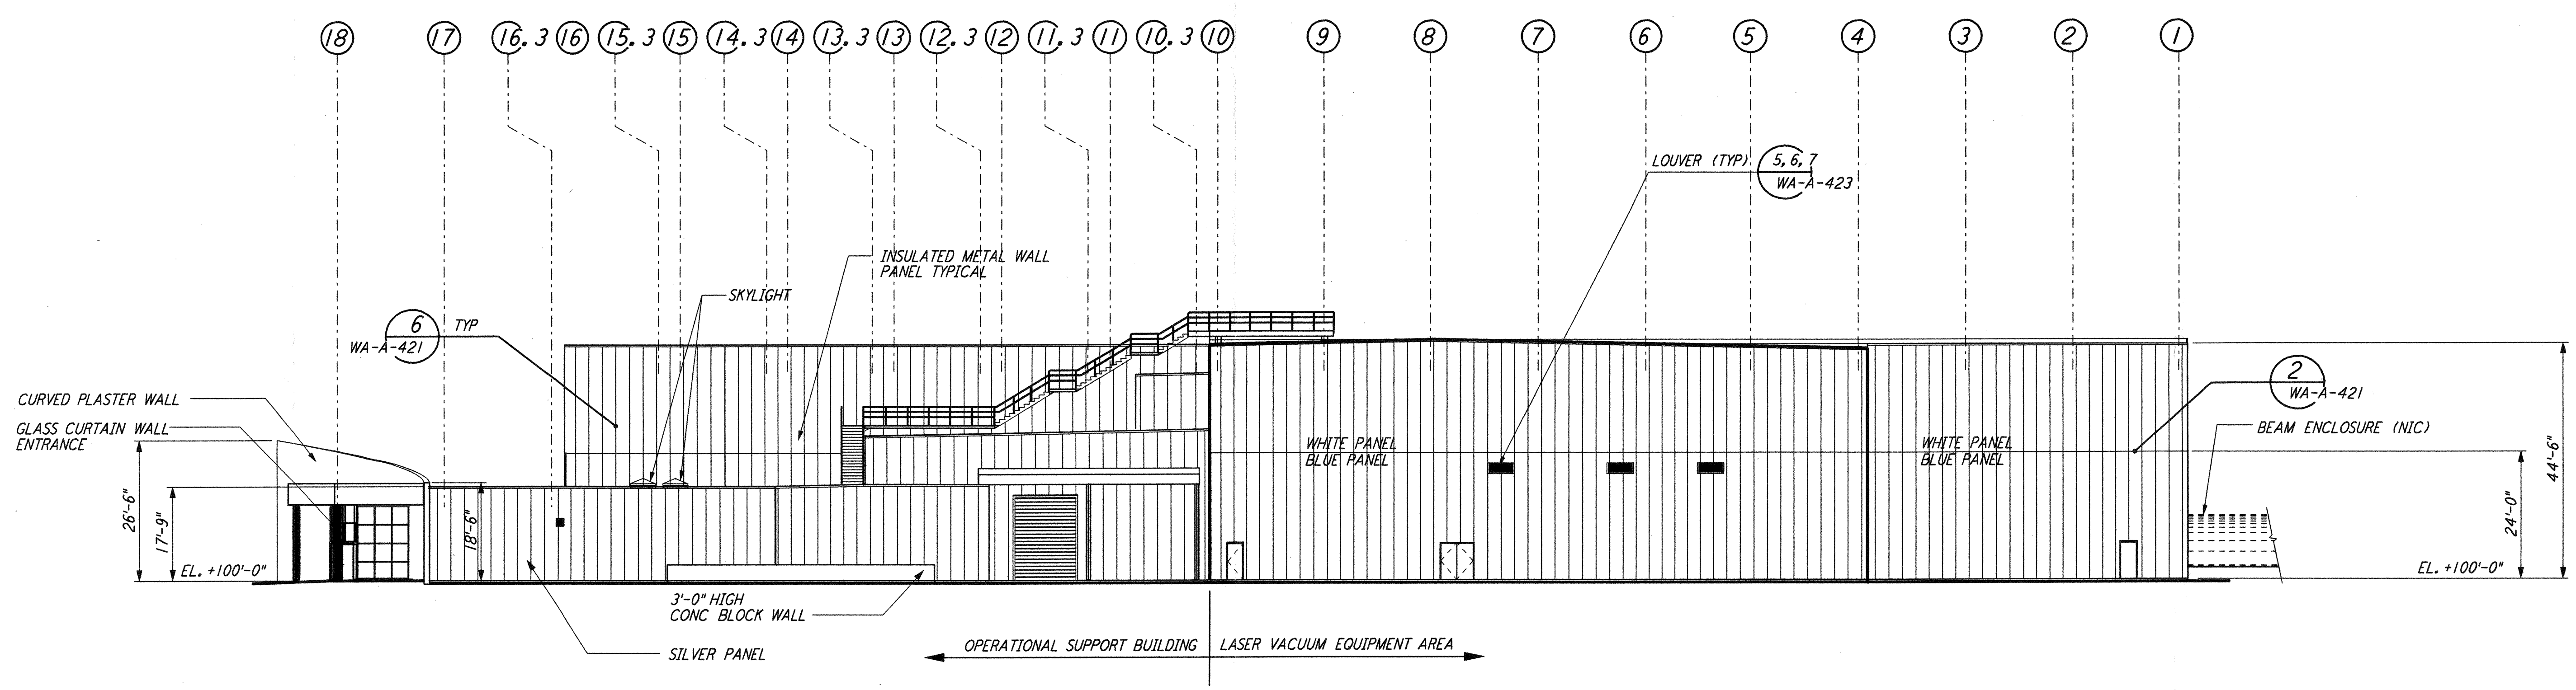 18 17 16.3 16 15.3 15 14.3 14 13.3 13 12.3 12 11.3 11 10.3 10 9 8 7 6 5 4 3 2 1
LOUVER (TYP)
5, 6, 7
WA-A-423
INSULATED METAL WALL
PANEL TYPICAL
SKYLIGHT
6
TYP
WA-A-421
2
WA-A-421
CURVED PLASTER WALL
GLASS CURTAIN WALL
ENTRANCE
BEAM ENCLOSURE (NIC)
WHITE PANEL
BLUE PANEL
WHITE PANEL
BLUE PANEL
26'-6"
17'-9"
18'-6"
44'-6"
24'-0"
EL. +100'-0"
EL. +100'-0"
3'-0" HIGH
CONC BLOCK WALL
SILVER PANEL
OPERATIONAL SUPPORT BUILDING
LASER VACUUM EQUIPMENT AREA